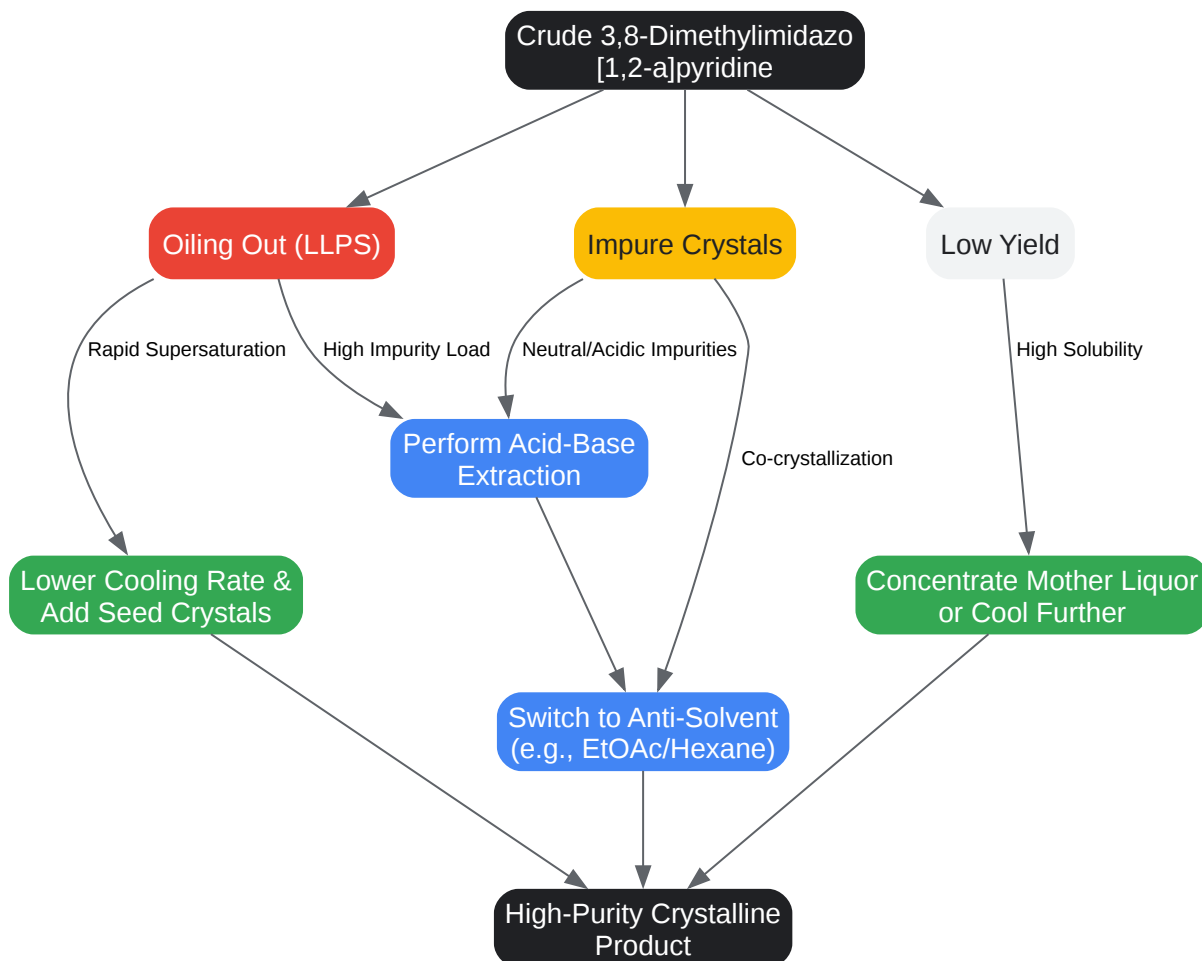 Crude 3,8-Dimethylimidazo
[1,2-a]pyridine
Oiling Out (LLPS)
Impure Crystals
Low Yield
Rapid Supersaturation
High Impurity Load
Neutral/Acidic Impurities
High Solubility
Perform Acid-Base
Extraction
Co-crystallization
Lower Cooling Rate &
Add Seed Crystals
Concentrate Mother Liquor
or Cool Further
Switch to Anti-Solvent
(e.g., EtOAc/Hexane)
High-Purity Crystalline
Product